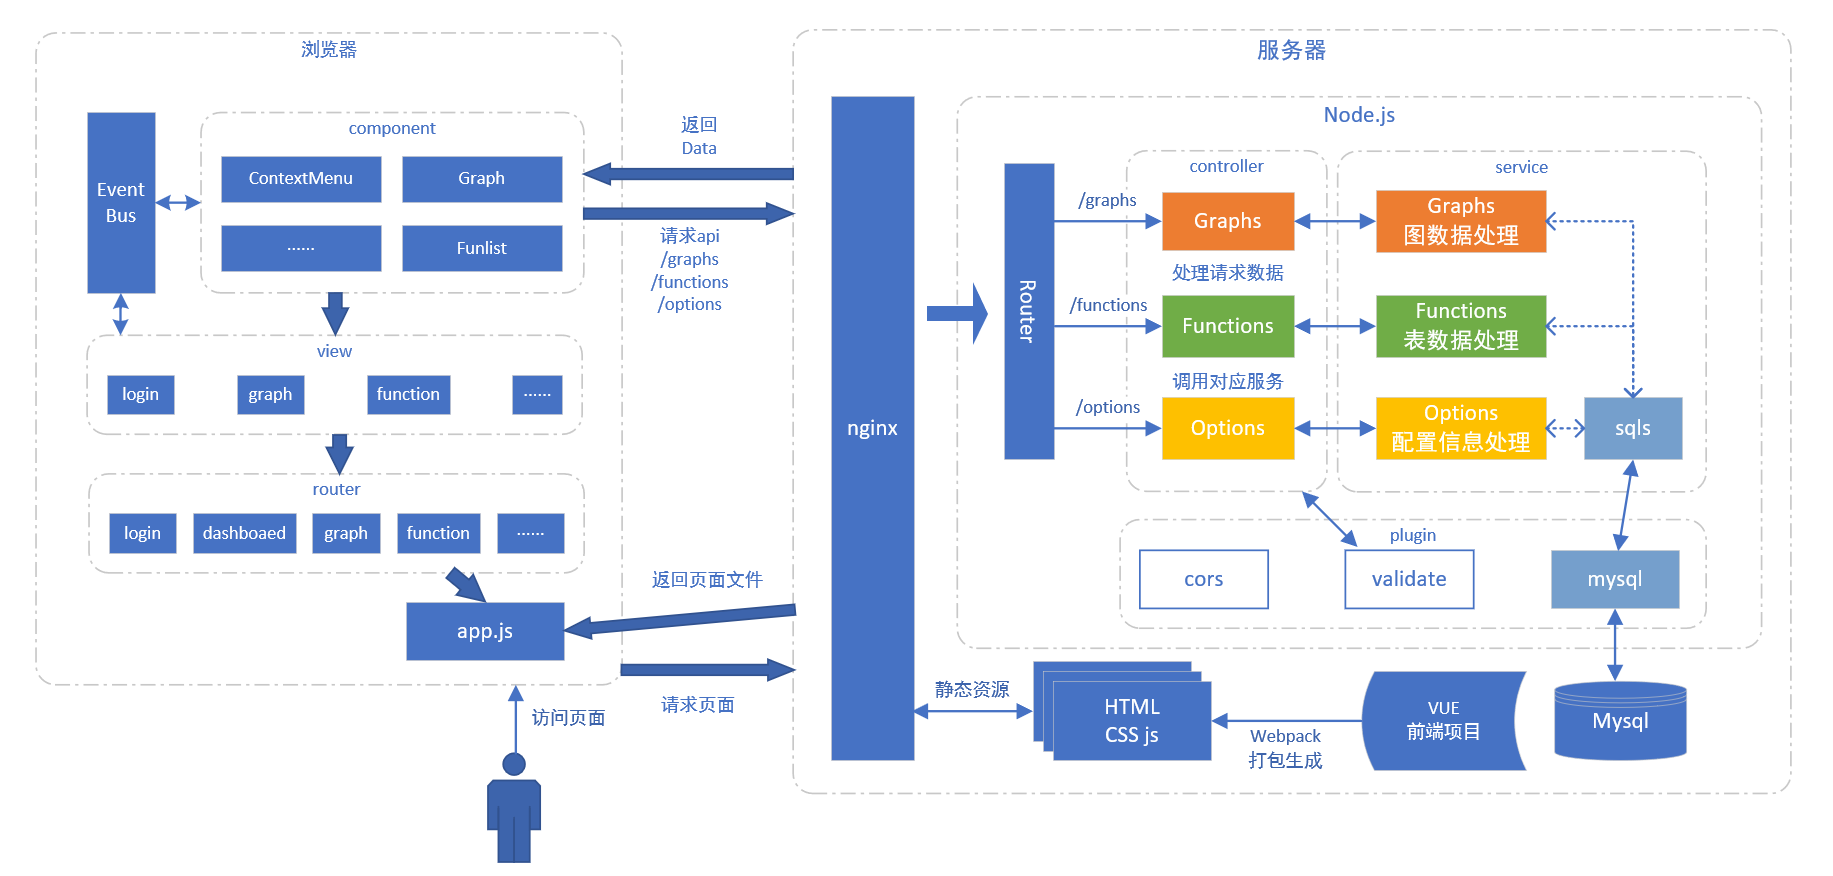 浏览器
component
Event
Bus
ContextMenu
Graph
......
Funlist
view
login
graph
function
......
router
login
dashboaed
graph
function
......
app.js
访问页面
返回
Data
请求api
/graphs
/functions
/options
返回页面文件
请求页面
服务器
nginx
Node.js
Router
/graphs
/functions
/options
controller
Graphs
处理请求数据
Functions
调用对应服务
Options
service
Graphs
图数据处理
Functions
表数据处理
Options
配置信息处理
sqls
plugin
cors
validate
mysql
静态资源
HTML
CSS js
Webpack
打包生成
VUE
前端项目
Mysql